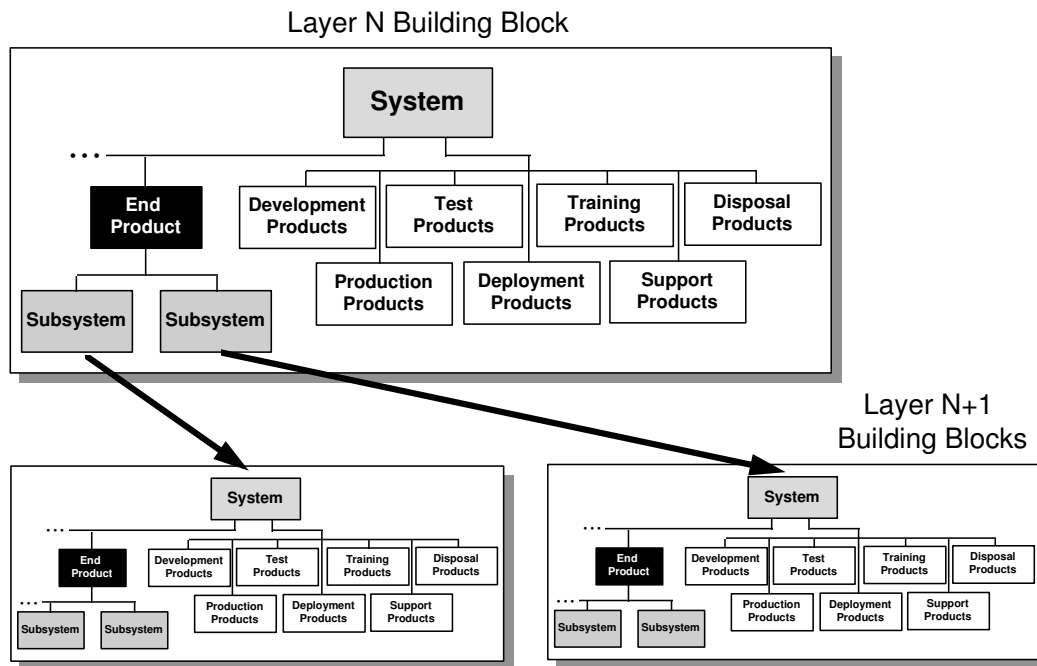 Layer N Building Block
System
...
End
Product
Development
Products
Test
Products
Training
Products
Disposal
Products
Production
Products
Deployment
Products
Support
Products
Subsystem
Subsystem
Layer N+1
Building Blocks
System
...
End
Product
Development
Products
Test
Products
Training
Products
Disposal
Products
Production
Products
Deployment
Products
Support
Products
...
Subsystem
Subsystem
System
...
End
Product
Development
Products
Test
Products
Training
Products
Disposal
Products
Production
Products
Deployment
Products
Support
Products
...
Subsystem
Subsystem